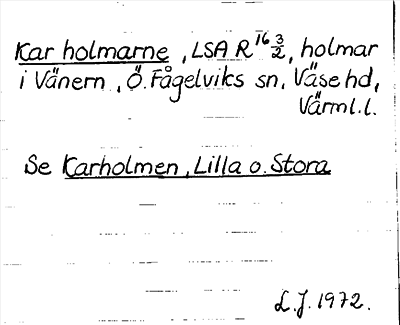 Kar holmarne, LSA R 16 3/2, holmar
i Vänern, Ö. Fågelviks sn, Väse hd,
Värml.l.
Se Karholmen, Lilla o. Stora
L.J. 1972.